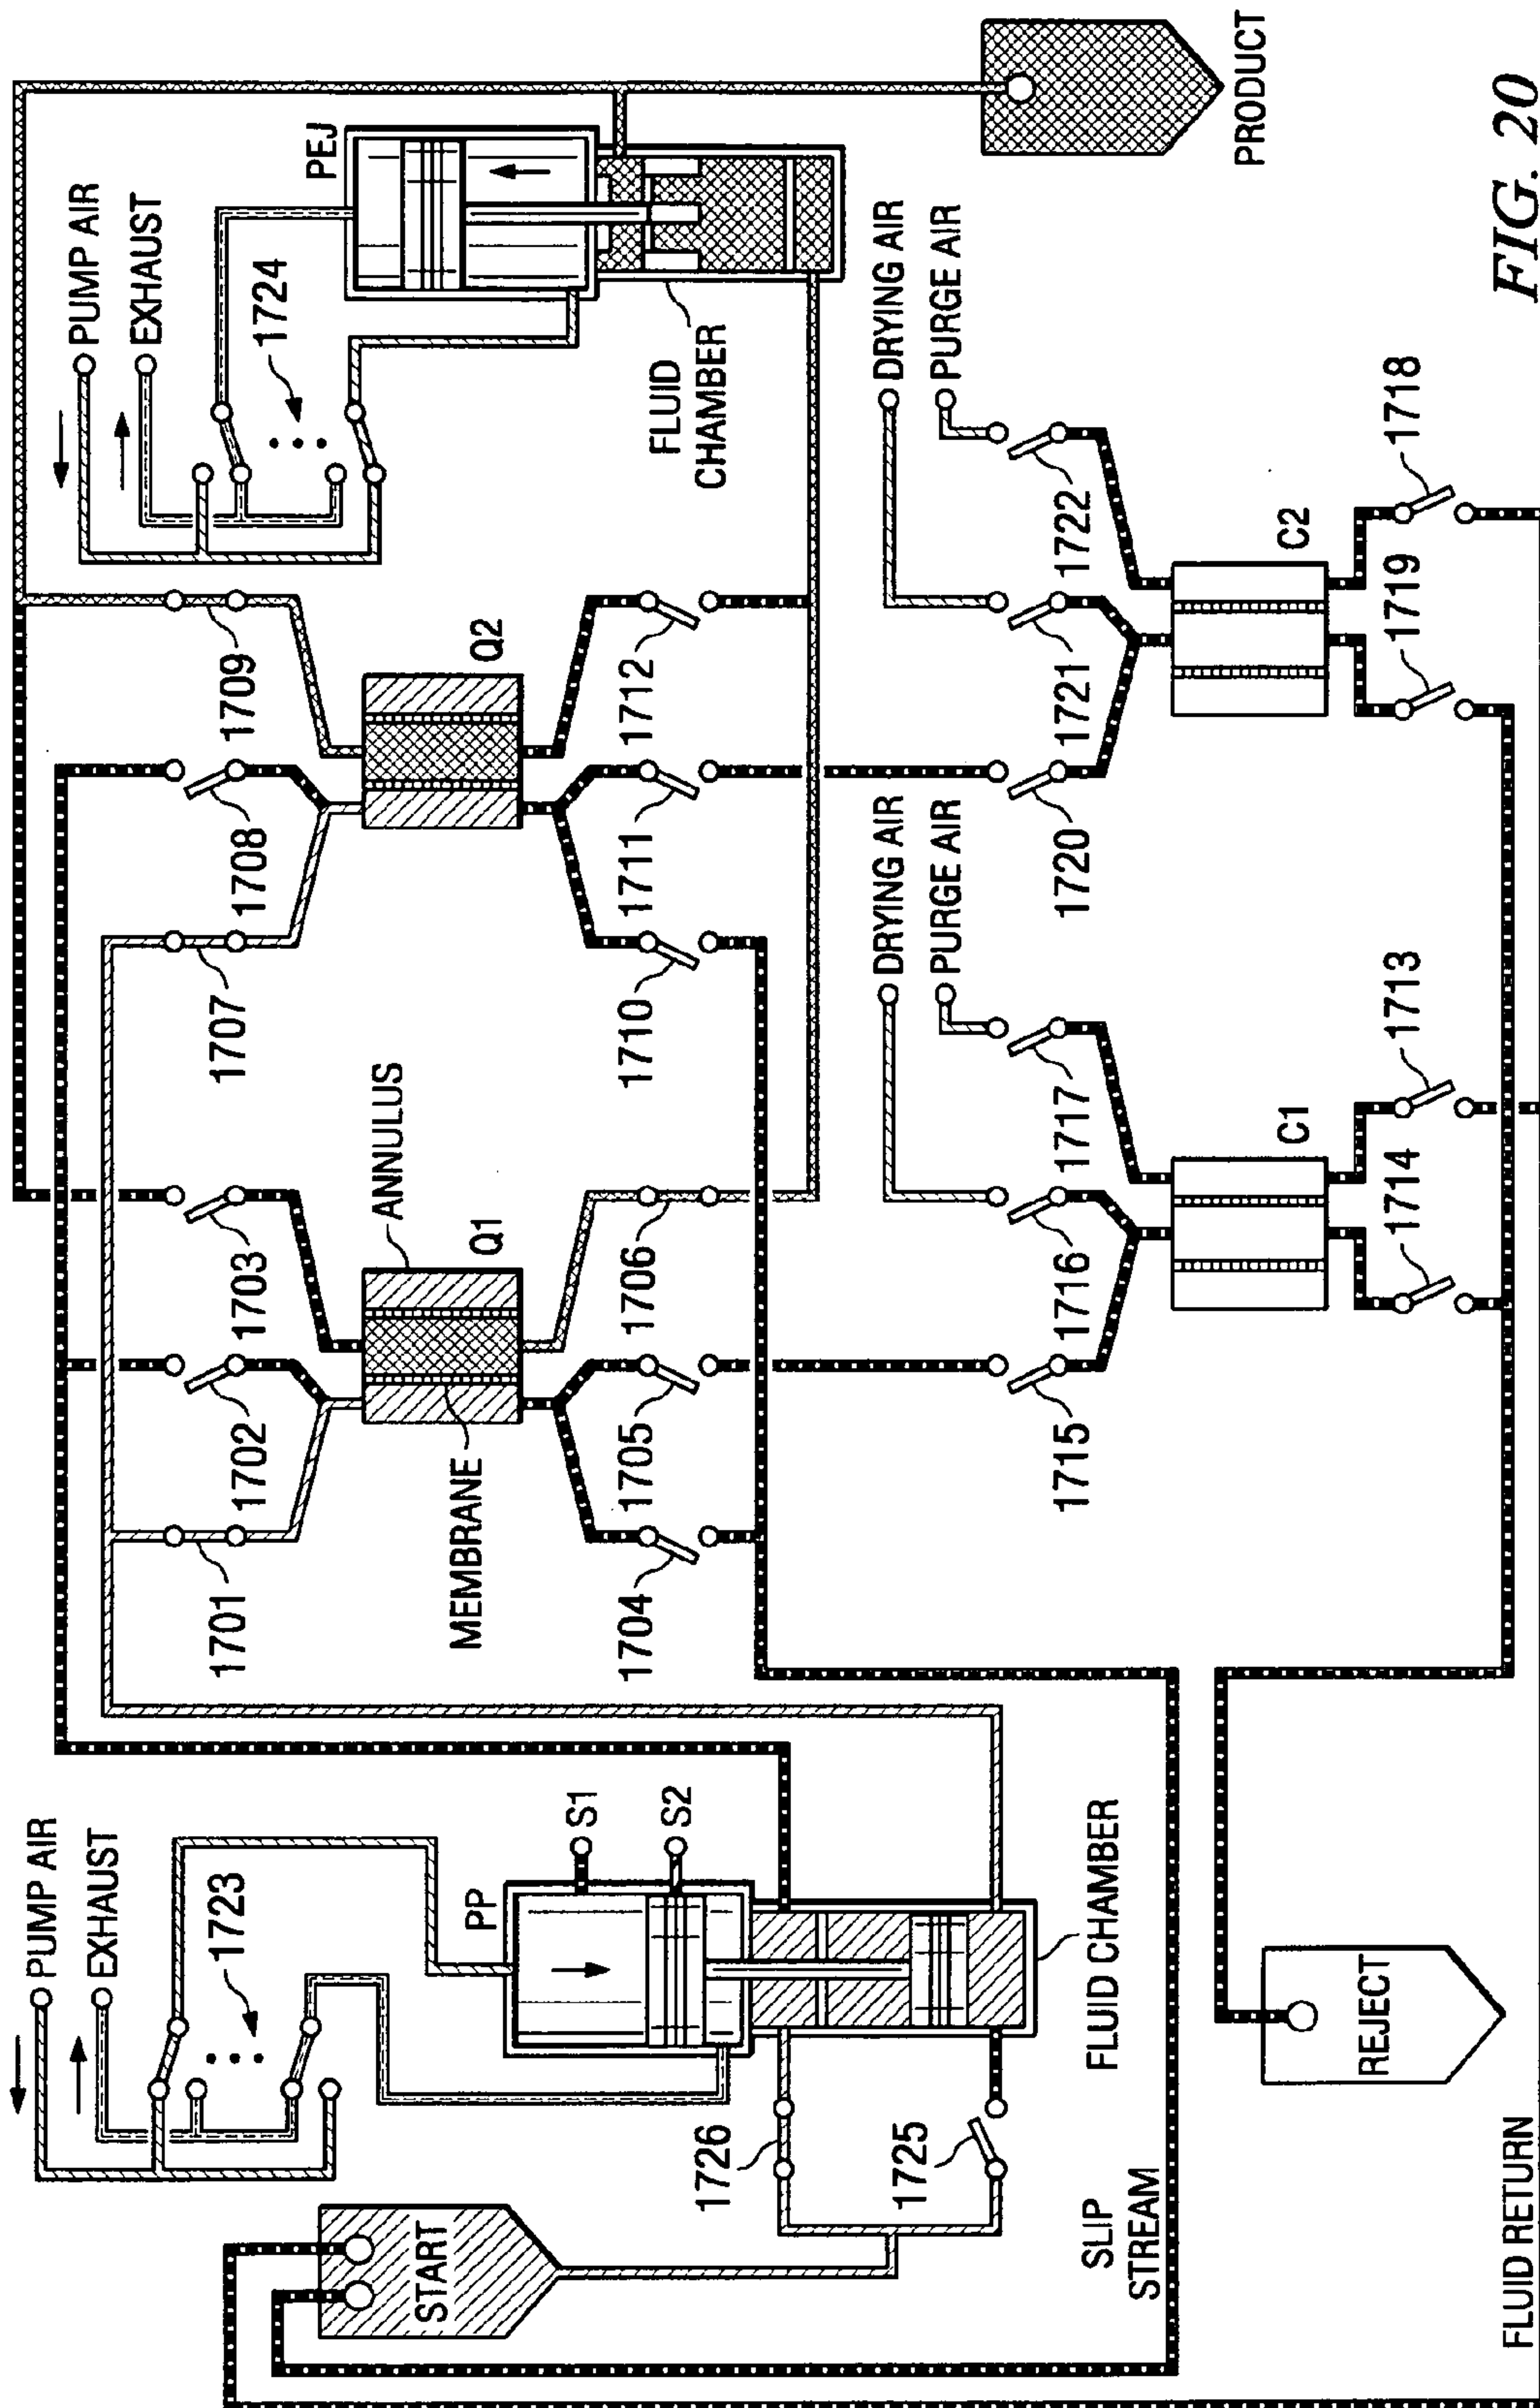 PUMP AIR
EXHAUST
1723
PP
S1
S2
START
1726
1725
SLIP
STREAM
FLUID CHAMBER
FLUID RETURN
REJECT
1701
1702
1703
ANNULUS
MEMBRANE
Q1
1704
1705
1706
1707
1708
1709
Q2
1710
1711
1712
PUMP AIR
EXHAUST
1724
PEJ
FLUID
CHAMBER
PRODUCT
DRYING AIR
PURGE AIR
1715
1716
1717
C1
1714
1713
DRYING AIR
PURGE AIR
1720
1721
1722
C2
1719
1718
FIG. 20